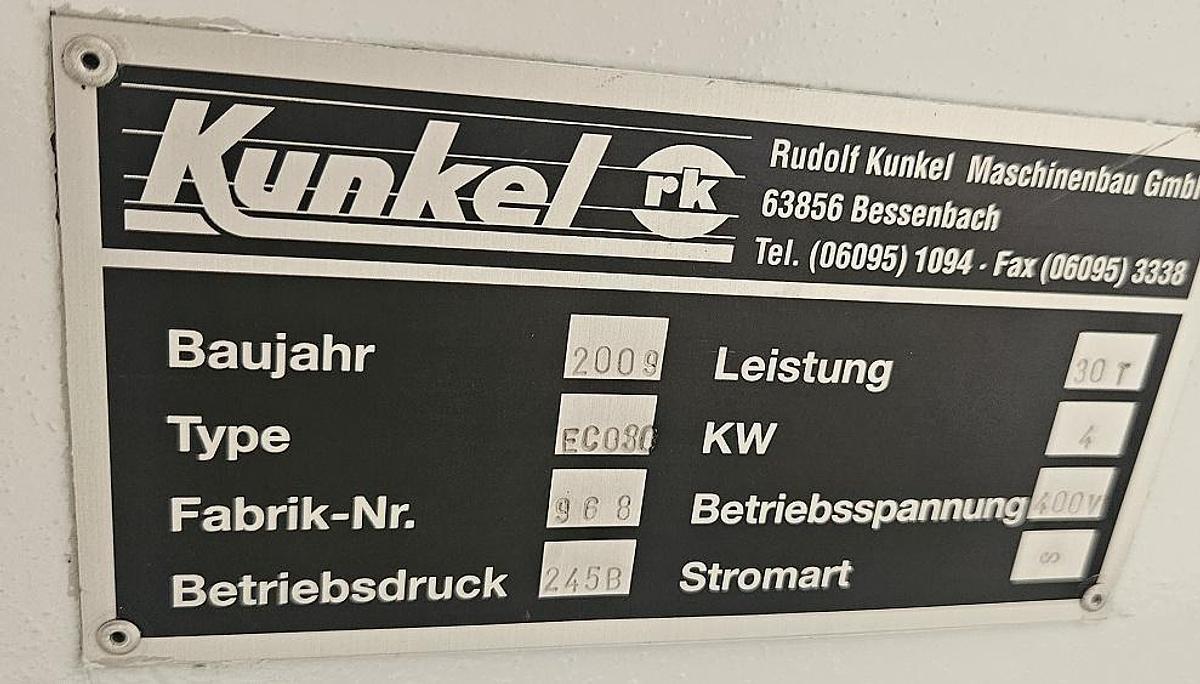 Kunkel rk
Rudolf Kunkel Maschinenbau GmbH
63856 Bessenbach
Tel. (06095) 1094 - Fax (06095) 3338
Baujahr 2009
Type ECO80
Fabrik-Nr. 968
Betriebsdruck 245B
Leistung 30 T
KW 4
Betriebsspannung 400V
Stromart S